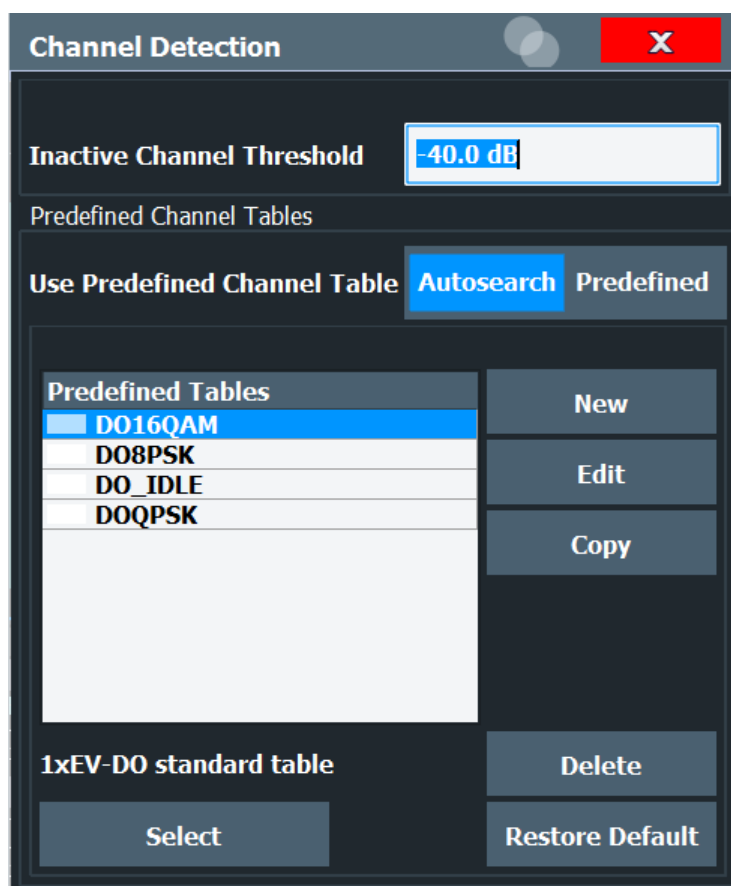 Channel Detection
X
Inactive Channel Threshold -40.0 dB
Predefined Channel Tables
Use Predefined Channel Table Autosearch Predefined
Predefined Tables
DO16QAM
DO8PSK
DO_IDLE
DOQPSK
New
Edit
Copy
1xEV-DO standard table
Delete
Select
Restore Default